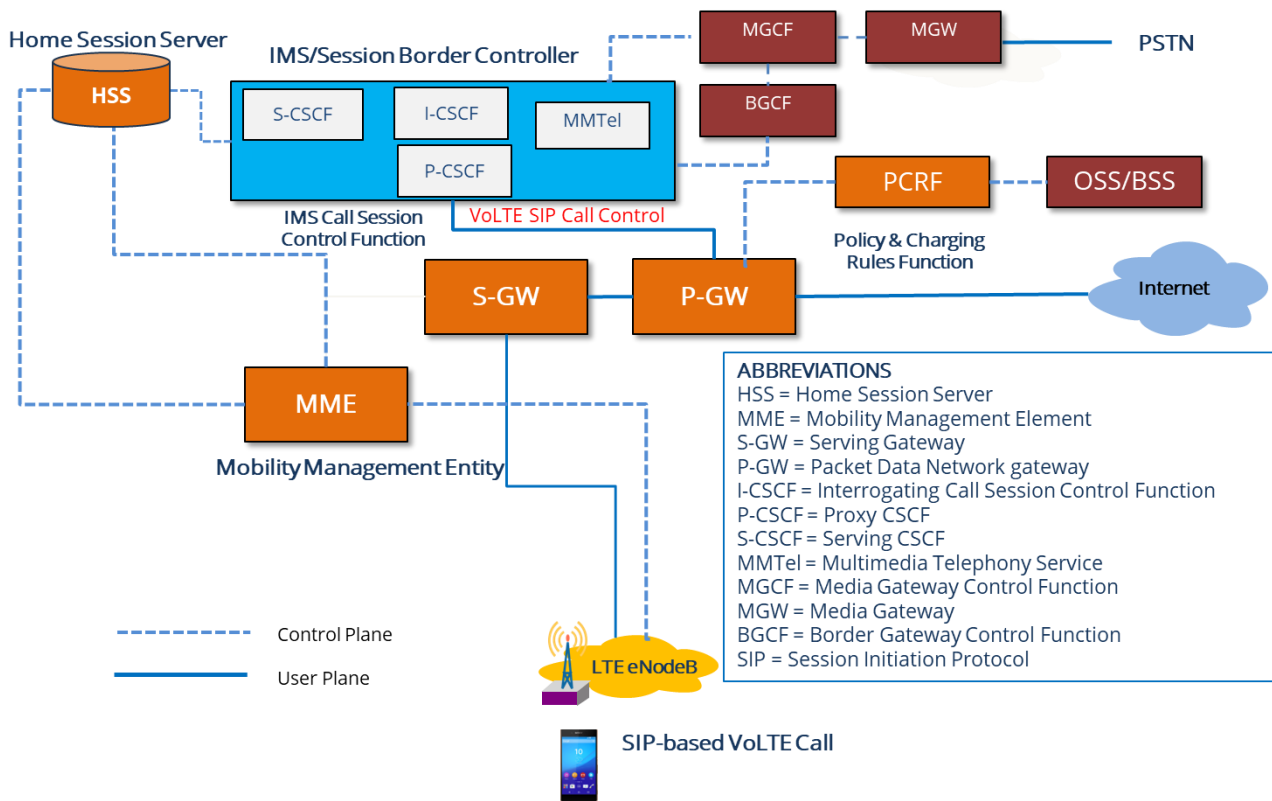 Home Session Server
HSS
IMS/Session Border Controller
S-CSCF
I-CSCF
MMTel
P-CSCF
MGCF
MGW
PSTN
BGCF
PCRF
OSS/BSS
IMS Call Session
Control Function
VoLTE SIP Call Control
Policy & Charging
Rules Function
S-GW
P-GW
Internet
MME
Mobility Management Entity
ABBREVIATIONS
HSS = Home Session Server
MME = Mobility Management Element
S-GW = Serving Gateway
P-GW = Packet Data Network gateway
I-CSCF = Interrogating Call Session Control Function
P-CSCF = Proxy CSCF
S-CSCF = Serving CSCF
MMTel = Multimedia Telephony Service
MGCF = Media Gateway Control Function
MGW = Media Gateway
BGCF = Border Gateway Control Function
SIP = Session Initiation Protocol
Control Plane
User Plane
LTE eNodeB
SIP-based VoLTE Call